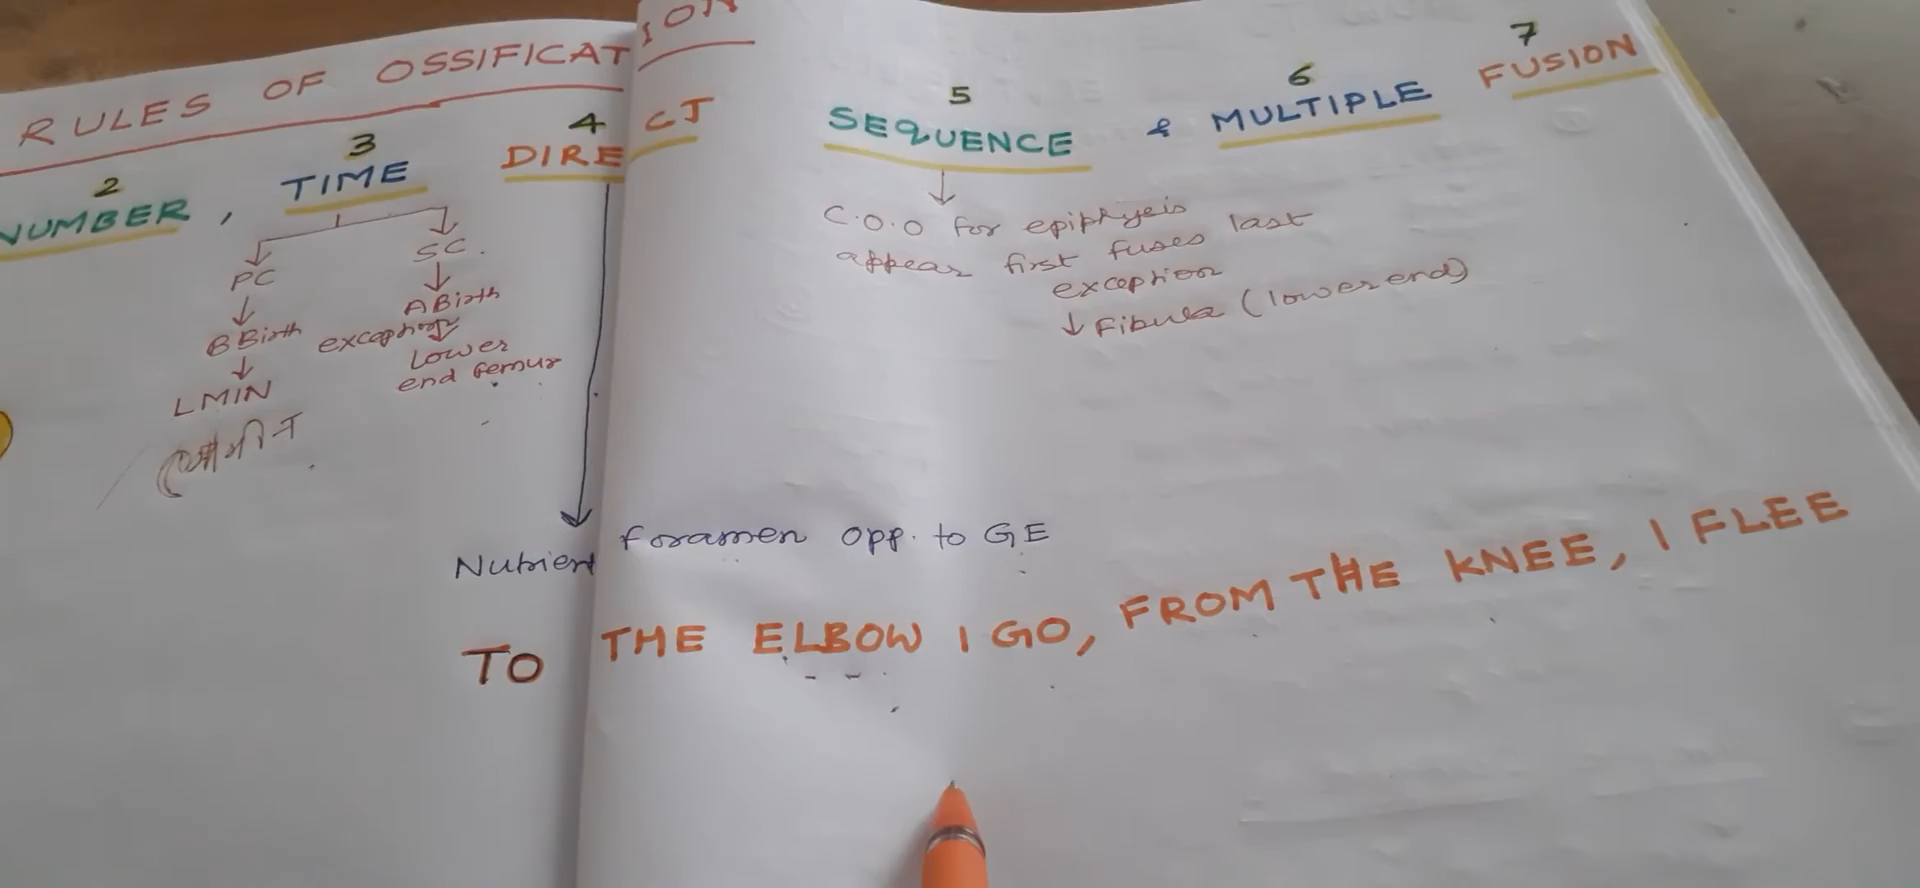 RULES OF OSSIFICATION
2 3 4 5 6 7
NUMBER, TIME DIRECT SEQUENCE & MULTIPLE FUSION
PC SC.
B Birth A Birth
LMIN exception
Lower
end femur
C.O.O for epiphysis
appear first fuses last
exception
Fibula (lower end)
Nutrient foramen opp. to GE
TO THE ELBOW I GO, FROM THE KNEE, I FLEE